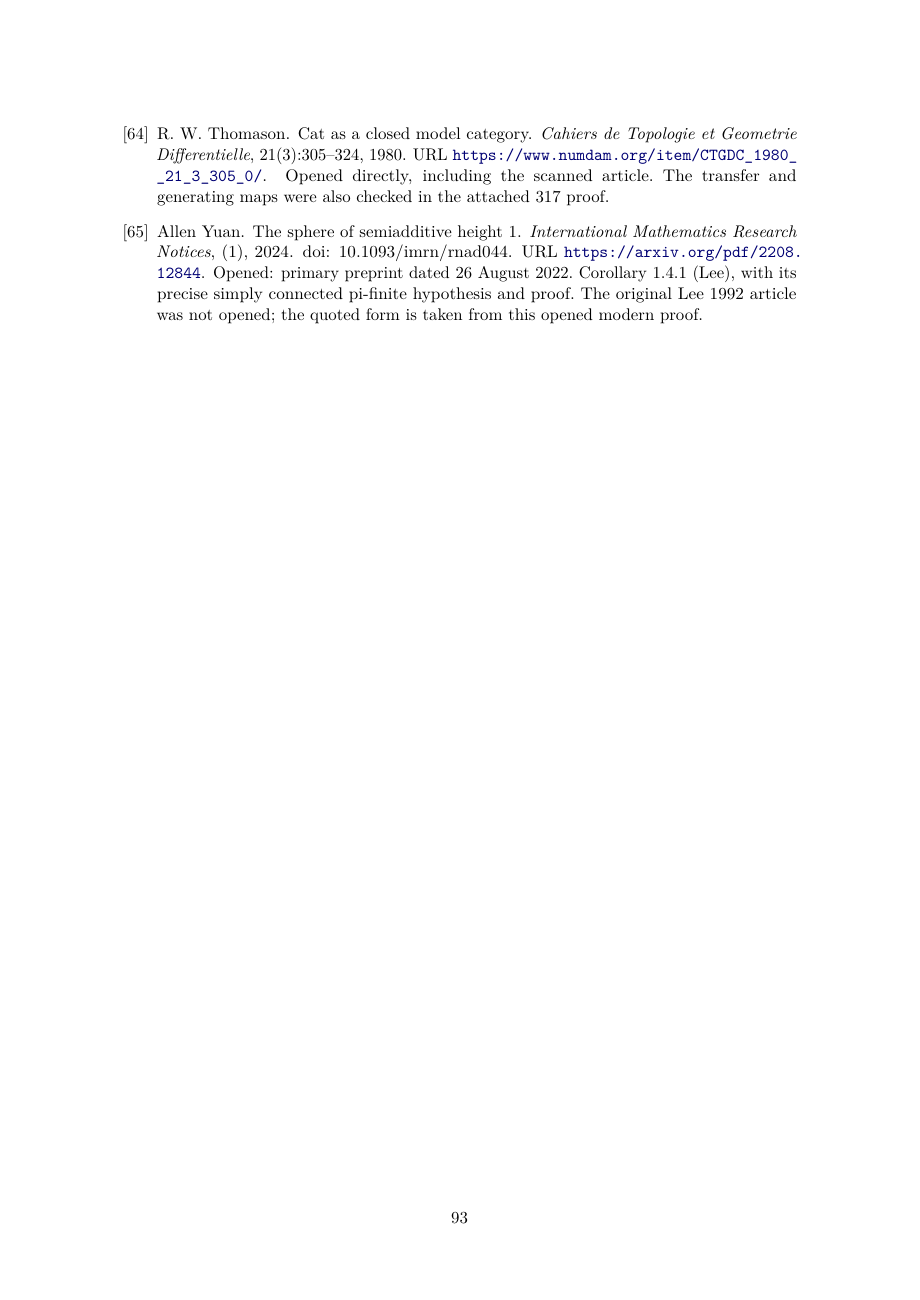 [64] R. W. Thomason. Cat as a closed model category. Cahiers de Topologie et Geometrie
Differentielle, 21(3):305–324, 1980. URL https://www.numdam.org/item/CTGDC_1980_
_21_3_305_0/. Opened directly, including the scanned article. The transfer and
generating maps were also checked in the attached 317 proof.
[65] Allen Yuan. The sphere of semiadditive height 1. International Mathematics Research
Notices, (1), 2024. doi: 10.1093/imrn/rnad044. URL https://arxiv.org/pdf/2208.
12844. Opened: primary preprint dated 26 August 2022. Corollary 1.4.1 (Lee), with its
precise simply connected pi-finite hypothesis and proof. The original Lee 1992 article
was not opened; the quoted form is taken from this opened modern proof.
93